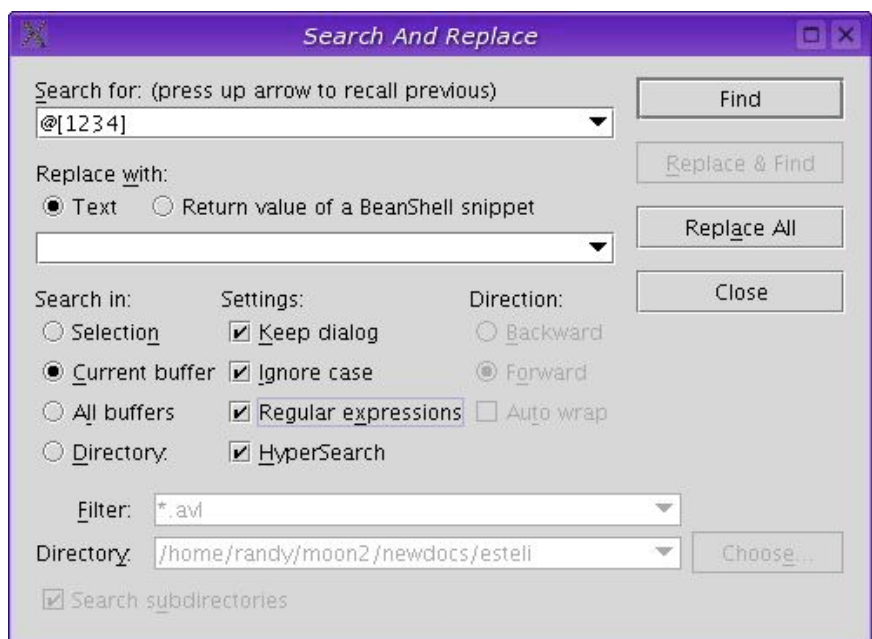 Search And Replace
Search for: (press up arrow to recall previous)
@[1234]
Find
Replace & Find
Replace with:
Text Return value of a BeanShell snippet
Replace All
Close
Search in: Settings: Direction:
Selection Keep dialog Backward
Current buffer Ignore case Forward
All buffers Regular expressions Auto wrap
Directory: HyperSearch
Filter: *.avl
Directory: /home/randy/moon2/newdocs/esteli Choose...
Search subdirectories